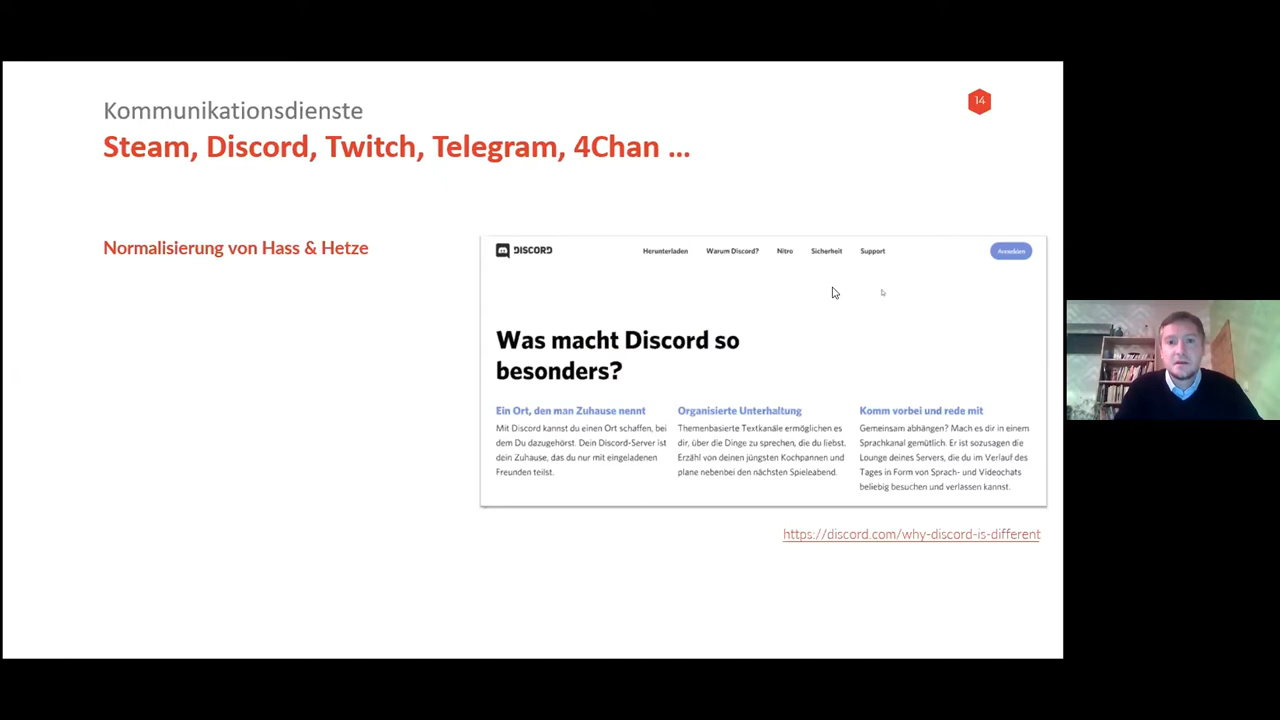 Kommunikationsdienste
14
Steam, Discord, Twitch, Telegram, 4Chan ...
Normalisierung von Hass & Hetze
DISCORD
Herunterladen
Warum Discord?
Nitro
Sicherheit
Support
Anmelden
Was macht Discord so
besonders?
Ein Ort, den man Zuhause nennt
Mit Discord kannst du einen Ort schaffen, bei
dem Du dazugehörst. Dein Discord-Server ist
dein Zuhause, das du nur mit eingeladenen
Freunden teilst.
Organisierte Unterhaltung
Themenbasierte Textkanäle ermöglichen es
dir, über die Dinge zu sprechen, die du liebst.
Erzähl von deinen jüngsten Kochpannen und
plane nebenbei den nächsten Spieleabend.
Komm vorbei und rede mit
Gemeinsam abhängen? Mach es dir in einem
Sprachkanal gemütlich. Er ist sozusagen die
Lounge deines Servers, die du im Verlauf des
Tages in Form von Sprach- und Videochats
beliebig besuchen und verlassen kannst.
https://discord.com/why-discord-is-different